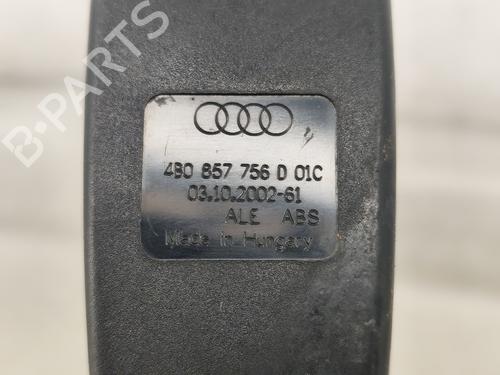 B-PARTS
4B0 857 756 D 01C
03.10.2002-61
ALE ABS
Made in Hungary